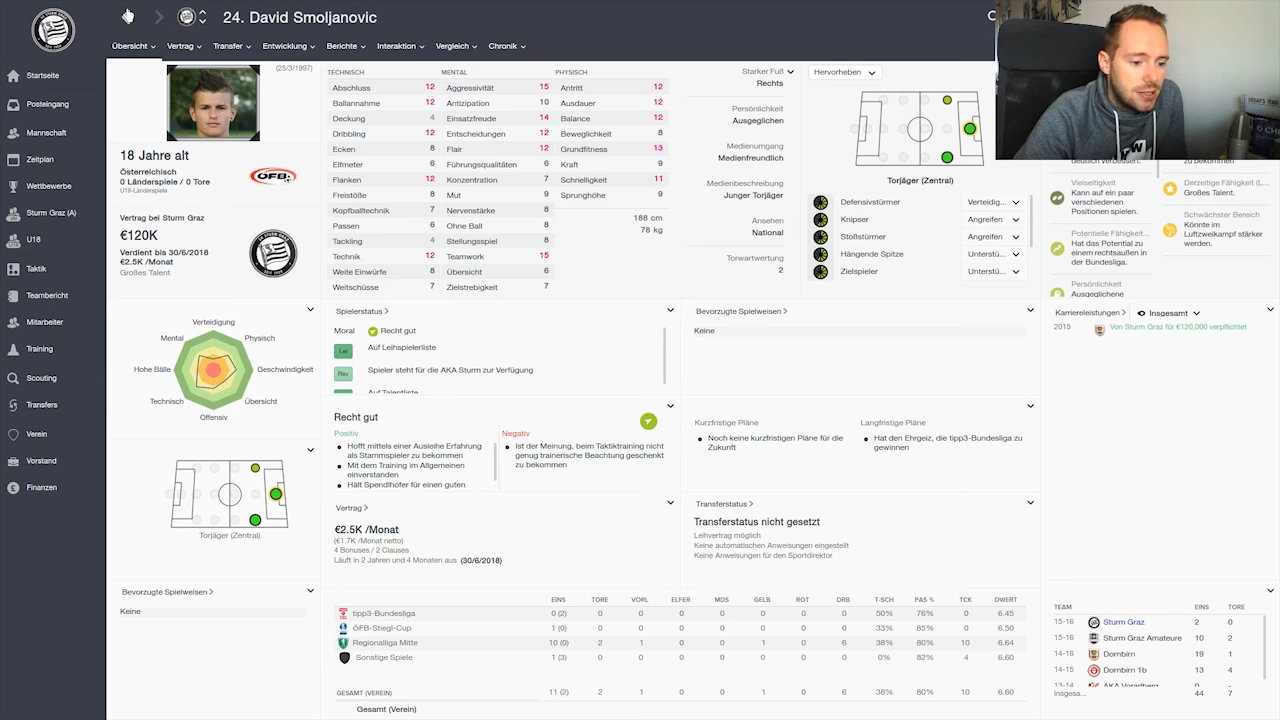 24. David Smoljanovic
Übersicht
Vertrag
Transfer
Entwicklung
Berichte
Interaktion
Vergleich
Chronik
Startseite
Posteingang
Mannschaft
Zeitplan
Wettbewerbe
Sturm Graz (A)
U18
Taktik
Teambericht
Mitarbeiter
Training
Scouting
Transfers
Verein
Vorstand
Finanzen
(25/3/1997)
18 Jahre alt
Österreichisch
0 Länderspiele / 0 Tore
U19-Länderspiele
ÖFB
Vertrag bei Sturm Graz
€120K
Verdient bis 30/6/2018
€2.5K /Monat
Großes Talent
TECHNISCH
Abschluss 12
Ballannahme 12
Deckung 4
Dribbling 12
Ecken 8
Elfmeter 6
Flanken 12
Freistöße 8
Kopfballtechnik 7
Passen 6
Tackling 4
Technik 12
Weite Einwürfe 8
Weitschüsse 7
MENTAL
Aggressivität 15
Antizipation 10
Einsatzfreude 14
Entscheidungen 12
Flair 12
Führungsqualitäten 6
Konzentration 7
Mut 9
Nervenstärke 8
Ohne Ball 8
Stellungsspiel 8
Teamwork 15
Übersicht 6
Zielstrebigkeit 7
PHYSISCH
Antritt 12
Ausdauer 12
Balance 12
Beweglichkeit 8
Grundfitness 13
Kraft 9
Schnelligkeit 11
Sprunghöhe 9
188 cm
78 kg
Starker Fuß
Rechts
Persönlichkeit
Ausgeglichen
Medienumgang
Medienfreundlich
Medienbeschreibung
Junger Torjäger
Ansehen
National
Torwartwertung
2
Hervorheben
Torjäger (Zentral)
Defensivstürmer Verteidig...
Knipser Angreifen
Stoßstürmer Angreifen
Hängende Spitze Unterstü...
Zielspieler Unterstü...
Vielseitigkeit
Kann auf ein paar
verschiedenen
Positionen spielen.
Potentielle Fähigkeit...
Hat das Potential zu
einem rechtsaußen in
der Bundesliga.
Persönlichkeit
Ausgeglichene
Derzeitige Fähigkeit (L...
Großes Talent.
Schwächster Bereich
Könnte im
Luftzweikampf stärker
werden.
Verteidigung
Physisch
Geschwindigkeit
Übersicht
Offensiv
Technisch
Hohe Bälle
Mental
Spielerstatus
Moral Recht gut
Lei Auf Leihspielerliste
Rsv Spieler steht für die AKA Sturm zur Verfügung
Auf Talentliste
Bevorzugte Spielweisen
Keine
Karriereleistungen
Insgesamt
2015 Von Sturm Graz für €120,000 verpflichtet
Recht gut
Positiv
Hofft mittels einer Ausleihe Erfahrung
als Stammspieler zu bekommen
Mit dem Training im Allgemeinen
einverstanden
Hält Spendlhofer für einen guten
Negativ
Ist der Meinung, beim Taktiktraining nicht
genug trainerische Beachtung geschenkt
zu bekommen
Kurzfristige Pläne
Noch keine kurzfristigen Pläne für die
Zukunft
Langfristige Pläne
Hat den Ehrgeiz, die tipp3-Bundesliga zu
gewinnen
Torjäger (Zentral)
Vertrag
€2.5K /Monat
(€1.7K /Monat netto)
4 Bonuses / 2 Clauses
Läuft in 2 Jahren und 4 Monaten aus (30/6/2018)
Transferstatus
Transferstatus nicht gesetzt
Leihvertrag möglich
Keine automatischen Anweisungen eingestellt
Keine Anweisungen für den Sportdirektor
Bevorzugte Spielweisen
Keine
EINS TORE VORL ELFER MDS GELB ROT DRB T-SCH PAS % TCK DWERT
tipp3-Bundesliga 0 (2) 0 0 0 0 0 0 0 50% 76% 0 6.45
ÖFB-Stiegl-Cup 1 (0) 0 0 0 0 0 0 0 33% 85% 0 6.50
Regionalliga Mitte 10 (0) 2 1 0 0 1 0 6 38% 80% 10 6.64
Sonstige Spiele 1 (3) 0 0 0 0 0 0 0 0% 82% 4 6.60
GESAMT (VEREIN) 11 (2) 2 1 0 0 1 0 6 38% 80% 10 6.60
Gesamt (Verein)
TEAM EINS TORE
15-16 Sturm Graz 2 0
15-16 Sturm Graz Amateure 10 2
14-16 Dornbirn 19 1
14-15 Dornbirn 1b 13 4
13-14 AKA Vorarlberg
Insgesa... 44 7